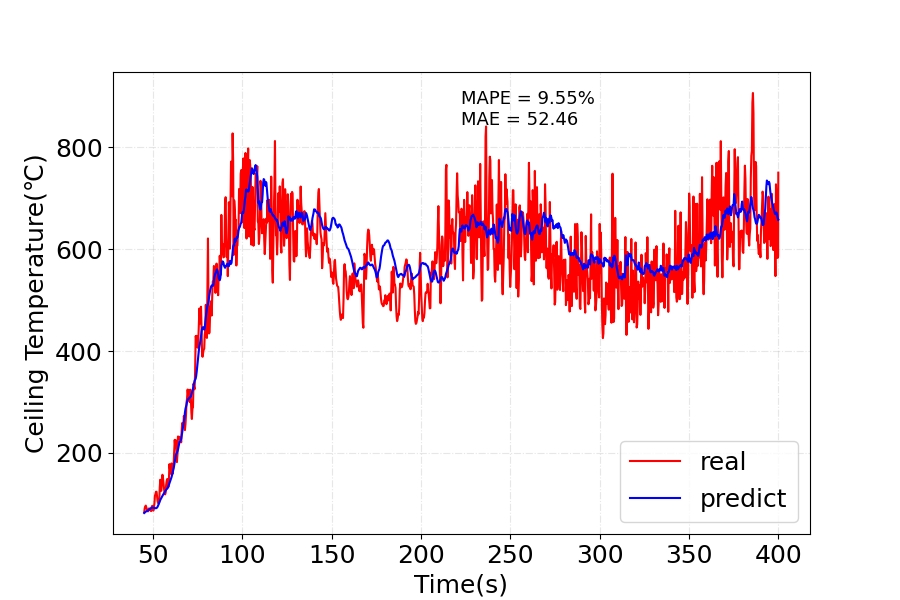 MAPE = 9.55%
MAE = 52.46
800
600
400
200
Ceiling Temperature(℃)
real
predict
50 100 150 200 250 300 350 400
Time(s)